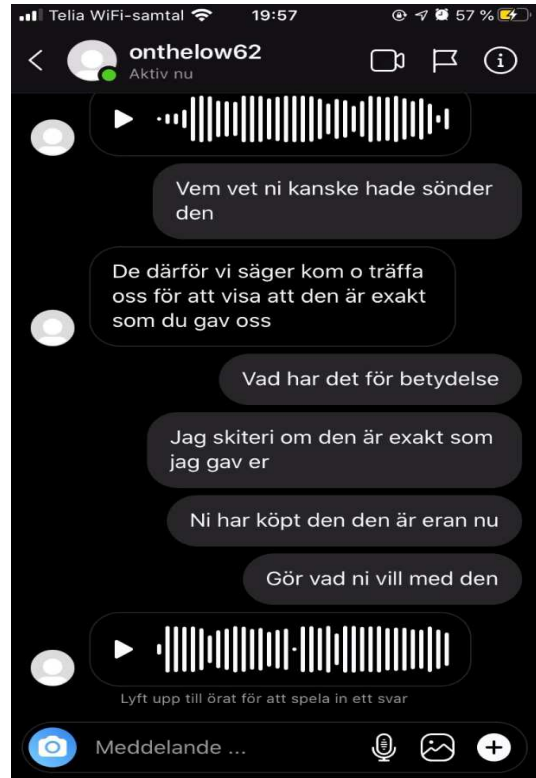 Telia WiFi-samtal 19:57 57 %
onthelow62
Aktiv nu
Vem vet ni kanske hade sönder
den
De därför vi säger kom o träffa
oss för att visa att den är exakt
som du gav oss
Vad har det för betydelse
Jag skiteri om den är exakt som
jag gav er
Ni har köpt den den är eran nu
Gör vad ni vill med den
Lyft upp till örat för att spela in ett svar
Meddelande ...